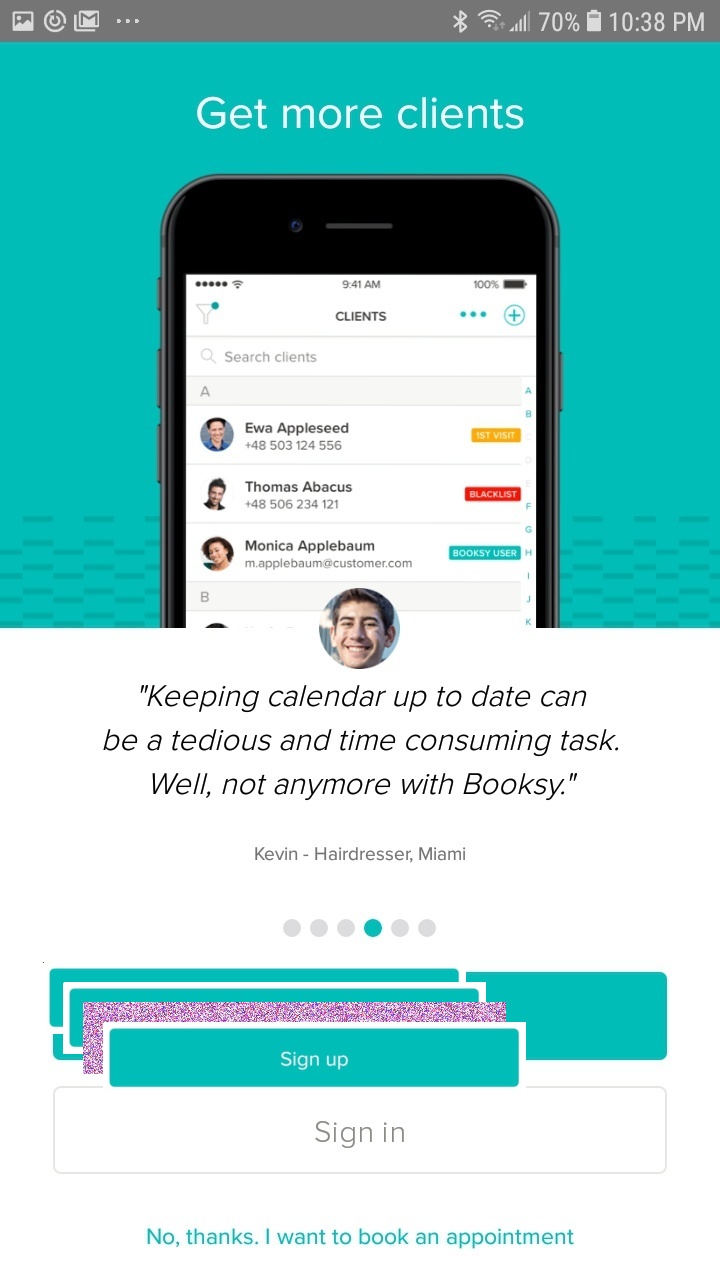 70% 10:38 PM
Get more clients
9:41 AM 100%
CLIENTS
Search clients
A
A
B
Ewa Appleseed
+48 503 124 556
1ST VISIT
Thomas Abacus
+48 506 234 121
BLACKLIST
F
G
Monica Applebaum
m.applebaum@customer.com
BOOKSY USER
H
I
J
B
K
"Keeping calendar up to date can
be a tedious and time consuming task.
Well, not anymore with Booksy."
Kevin - Hairdresser, Miami
Sign up
Sign in
No, thanks. I want to book an appointment